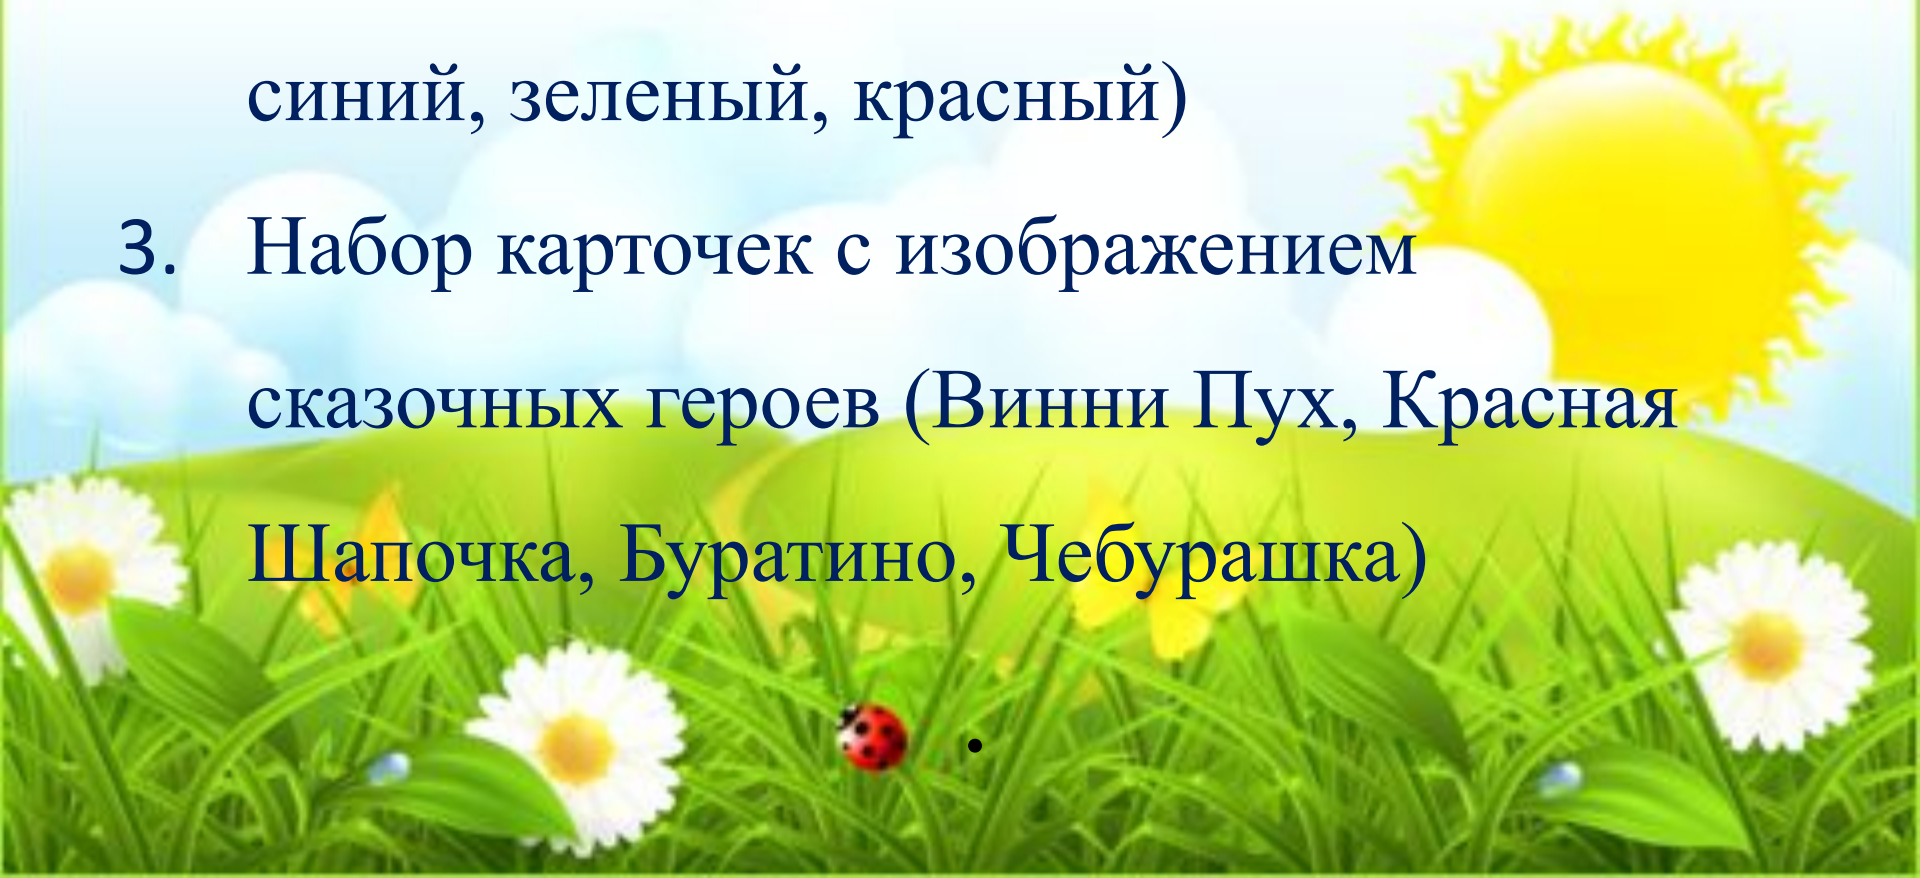 синий, зеленый, красный)
3. Набор карточек с изображением
сказочных героев (Винни Пух, Красная
Шапочка, Буратино, Чебурашка)
.